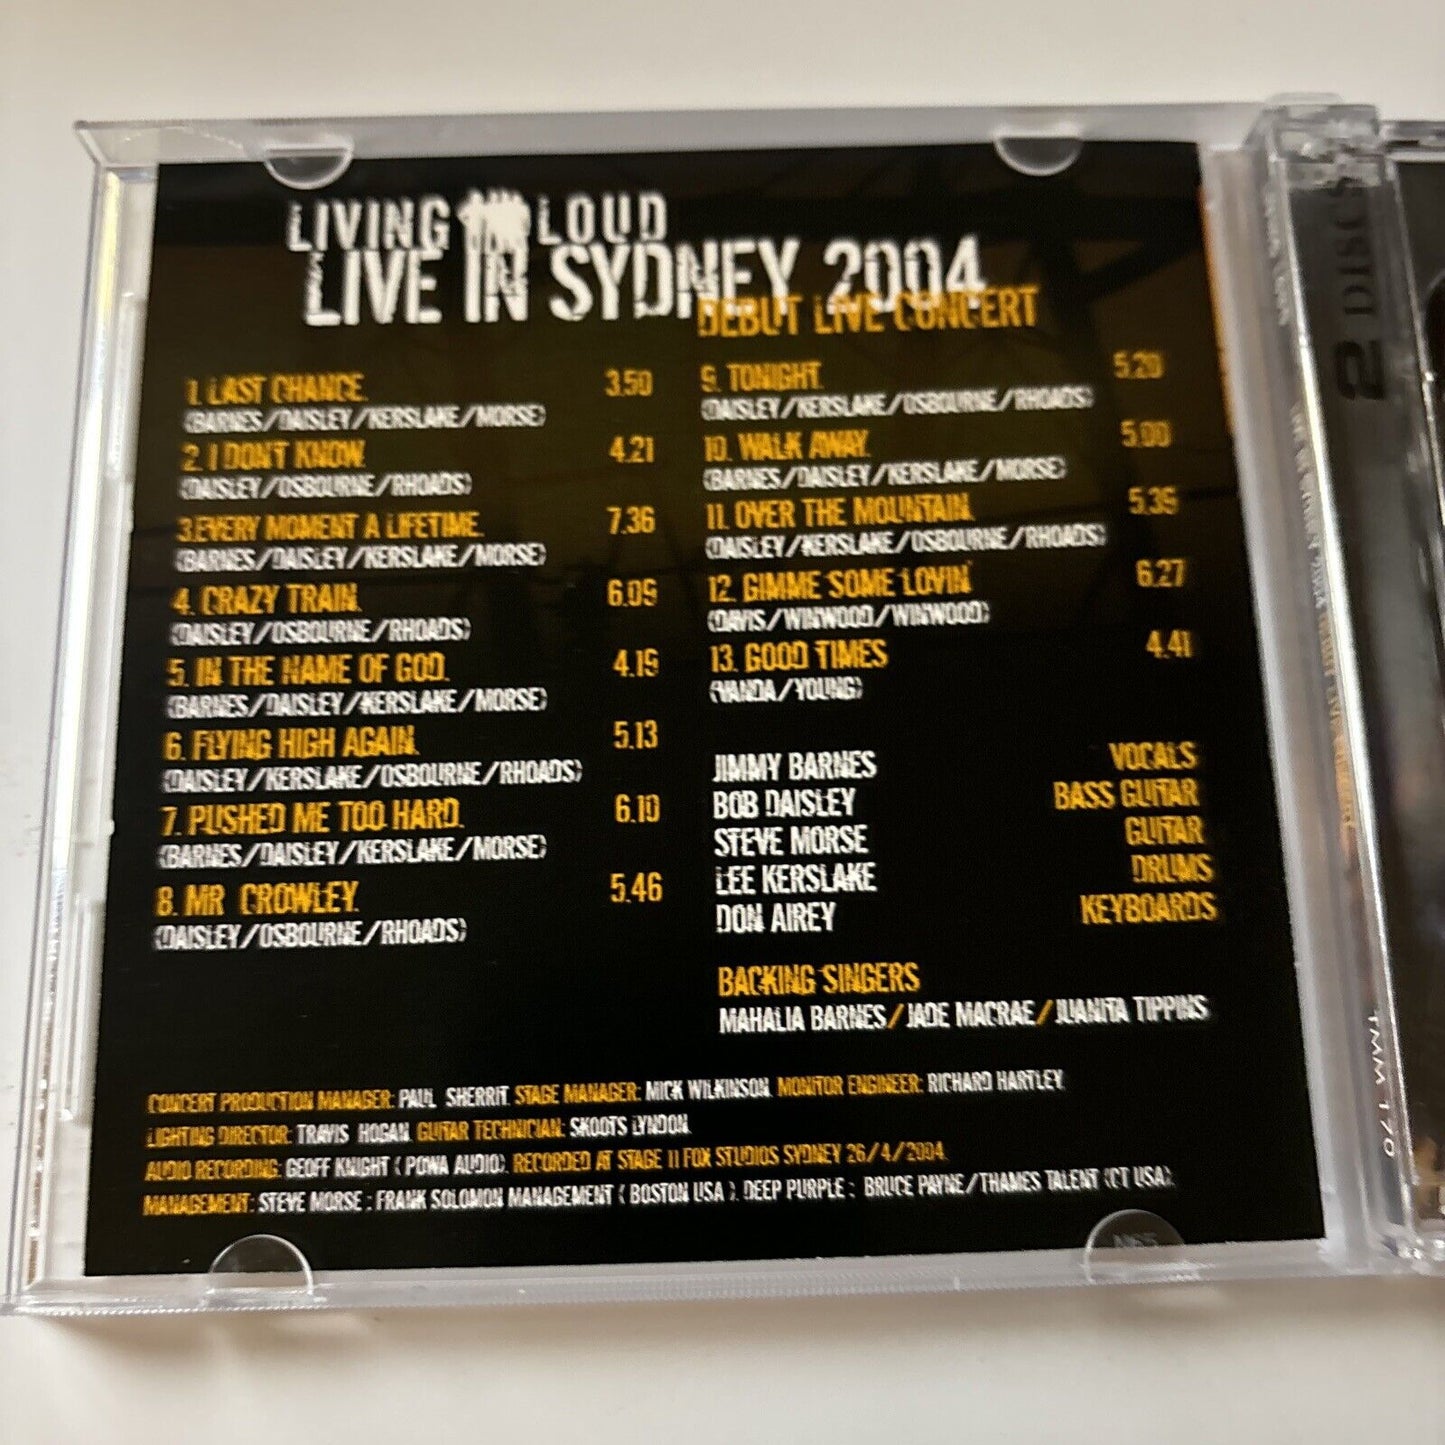 LIVING LOUD
LIVE IN SYDNEY 2004
DEBUT LIVE CONCERT
1. LAST CHANCE. 3.50
(BARNES/DAISLEY/KERSLAKE/MORSE)
2. I DONT KNOW. 4.21
(DAISLEY/OSBOURNE/RHOADS)
3.EVERY MOMENT A LIFETIME. 7.36
(BARNES/DAISLEY/KERSLAKE/MORSE)
4. CRAZY TRAIN. 6.09
(DAISLEY/OSBOURNE/RHOADS)
5. IN THE NAME OF GOD. 4.19
(BARNES/DAISLEY/KERSLAKE/MORSE)
6. FLYING HIGH AGAIN. 5.13
(DAISLEY/KERSLAKE/OSBOURNE/RHOADS)
7. PUSHED ME TOO HARD. 6.10
(BARNES/DAISLEY/KERSLAKE/MORSE)
8. MR CROWLEY. 5.46
(DAISLEY/OSBOURNE/RHOADS)
9. TONIGHT. 5.20
(DAISLEY/KERSLAKE/OSBOURNE/RHOADS)
10. WALK AWAY. 5.00
(BARNES/DAISLEY/KERSLAKE/MORSE)
11. OVER THE MOUNTAIN. 5.35
(DAISLEY/KERSLAKE/OSBOURNE/RHOADS)
12. GIMME SOME LOVIN' 6.27
(DAVIS/WINWOOD/WINWOOD)
13. GOOD TIMES 4.41
(VANDA/YOUNG)
JIMMY BARNES VOCALS
BOB DAISLEY BASS GUITAR
STEVE MORSE GUITAR
LEE KERSLAKE DRUMS
DON AIREY KEYBOARDS
BACKING SINGERS
MAHALIA BARNES/JADE MACRAE/JUANITA TIPPINS
CONCERT PRODUCTION MANAGER: PAUL SHERRIT. STAGE MANAGER: MICK WILKINSON. MONITOR ENGINEER: RICHARD HARTLEY.
LIGHTING DIRECTOR: TRAVIS HOGAN. GUITAR TECHNICIAN: SKOOTS LYNDON.
AUDIO RECORDING: GEOFF KNIGHT ( POWA AUDIO). RECORDED AT STAGE 11 FOX STUDIOS SYDNEY 26/4/2004.
MANAGEMENT: STEVE MORSE : FRANK SOLOMON MANAGEMENT ( BOSTON USA ). DEEP PURPLE : BRUCE PAYNE/THAMES TALENT (CT USA).
2 DISCS
TMM 170